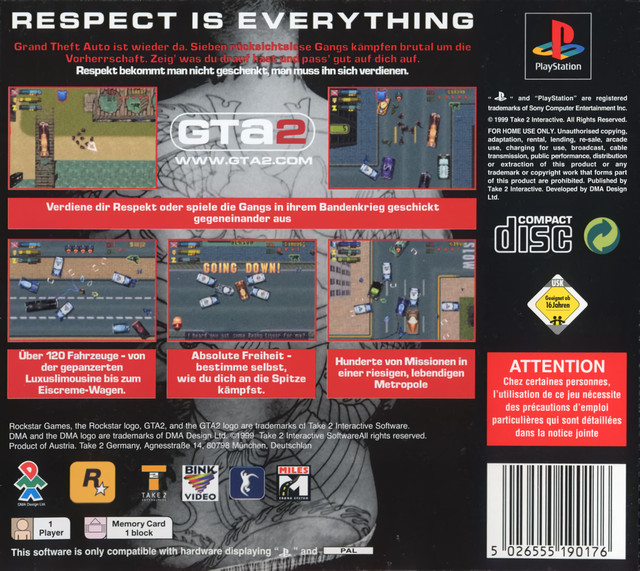 RESPECT IS EVERYTHING
Grand Theft Auto ist wieder da. Sieben rücksichtslose Gangs kämpfen brutal um die
Vorherrschaft. Zeig' was du drauf hast und pass' gut auf dich auf.
Respekt bekommt man nicht geschenkt, man muss ihn sich verdienen.
GTA2
WWW.GTA2.COM
Verdiene dir Respekt oder spiele die Gangs in ihrem Bandenkrieg geschickt
gegeneinander aus
GOING DOWN!
SLOW
Über 120 Fahrzeuge - von
der gepanzerten
Luxuslimousine bis zum
Eiscreme-Wagen.
Absolute Freiheit -
bestimme selbst,
wie du dich an die Spitze
kämpfst.
Hunderte von Missionen in
einer riesigen, lebendigen
Metropole
Rockstar Games, the Rockstar logo, GTA2, and the GTA2 logo are trademarks of Take 2 Interactive Software.
DMA and the DMA logo are trademarks of DMA Design Ltd. ©1999 Take 2 Interactive SoftwareAll rights reserved.
Product of Austria. Take 2 Germany, Agnesstraße 14, 80798 München, Deutschlan
DMA Design Ltd
R
TAKE 2
INTERACTIVE
BINK
VIDEO
MILES
SOUND SYSTEM
1
Player
Memory Card
1 block
This software is only compatible with hardware displaying " " and PAL
PlayStation
" " and "PlayStation" are registered
trademarks of Sony Computer Entertainment Inc.
© 1999 Take 2 Interactive. All Rights Reserved.
FOR HOME USE ONLY. Unauthorised copying,
adaptation, rental, lending, re-sale, arcade
use, charging for use, broadcast, cable
transmission, public performance, distribution
or extraction of this product or any
trademark or copyright work that forms part
of this product are prohibited. Published by
Take 2 Interactive. Developed by DMA Design
Ltd.
COMPACT
disc
USK
Geeignet ab
16 Jahren
ATTENTION
Chez certaines personnes,
l'utilisation de ce jeu nécessite
des précautions d'emploi
particulières qui sont détaillées
dans la notice jointe
5 026555 190176